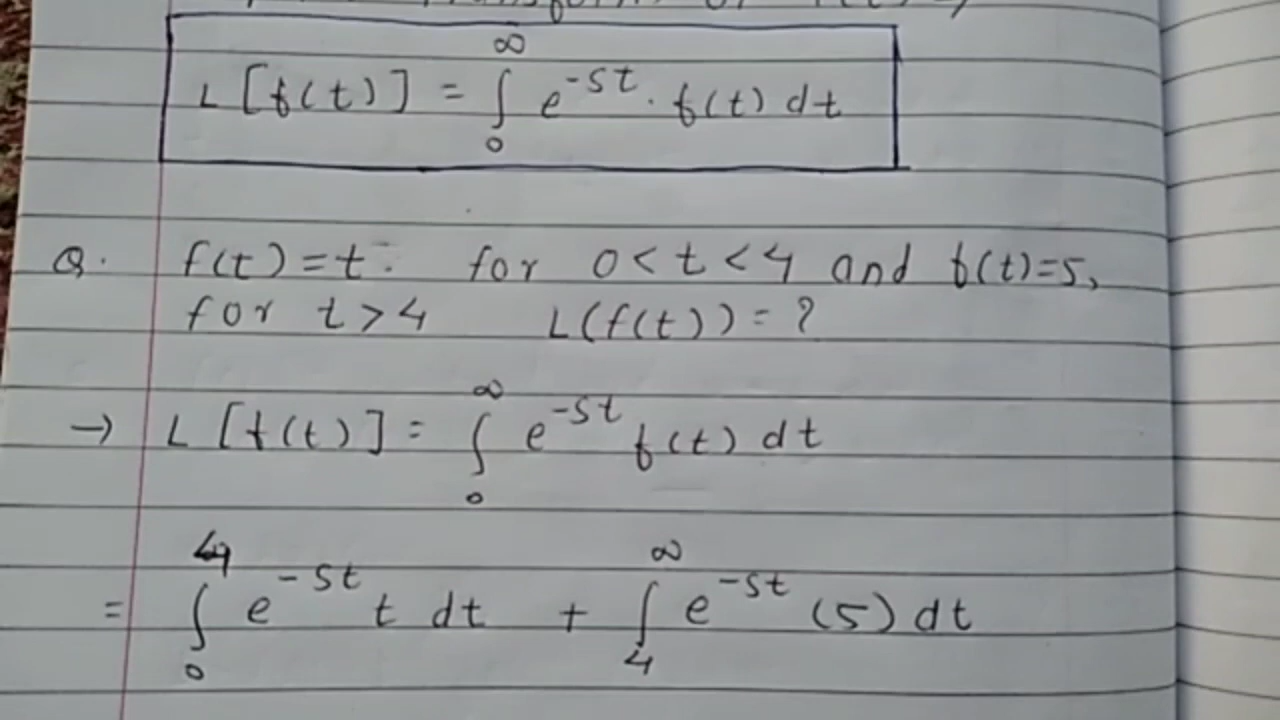 L [f(t)] = ∫₀^∞ e^{-st} . f(t) dt
Q. f(t) = t . for 0 < t < 4 and f(t) = 5,
for t > 4 L(f(t)) = ?
→ L [f(t)] = ∫₀^∞ e^{-st} f(t) dt
= ∫₀^4 e^{-st} t dt + ∫₄^∞ e^{-st} (5) dt